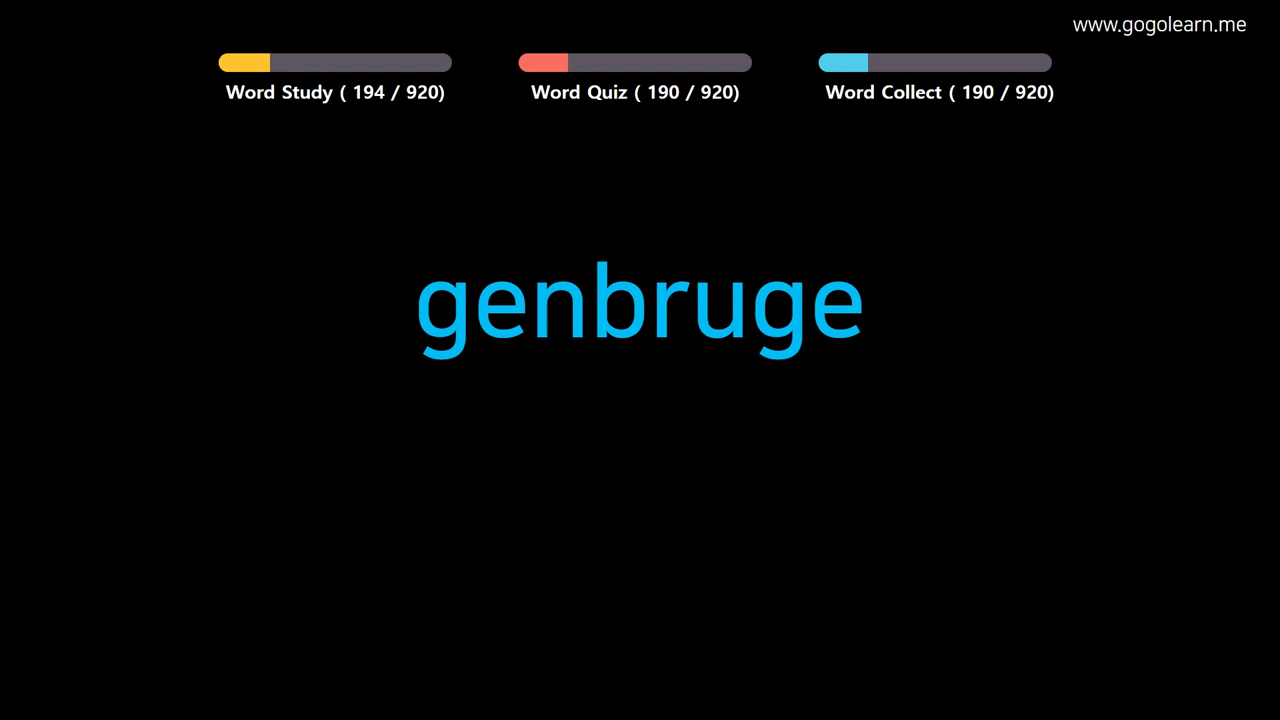 www.gogolearn.me
Word Study ( 194 / 920)
Word Quiz ( 190 / 920)
Word Collect ( 190 / 920)
genbruge